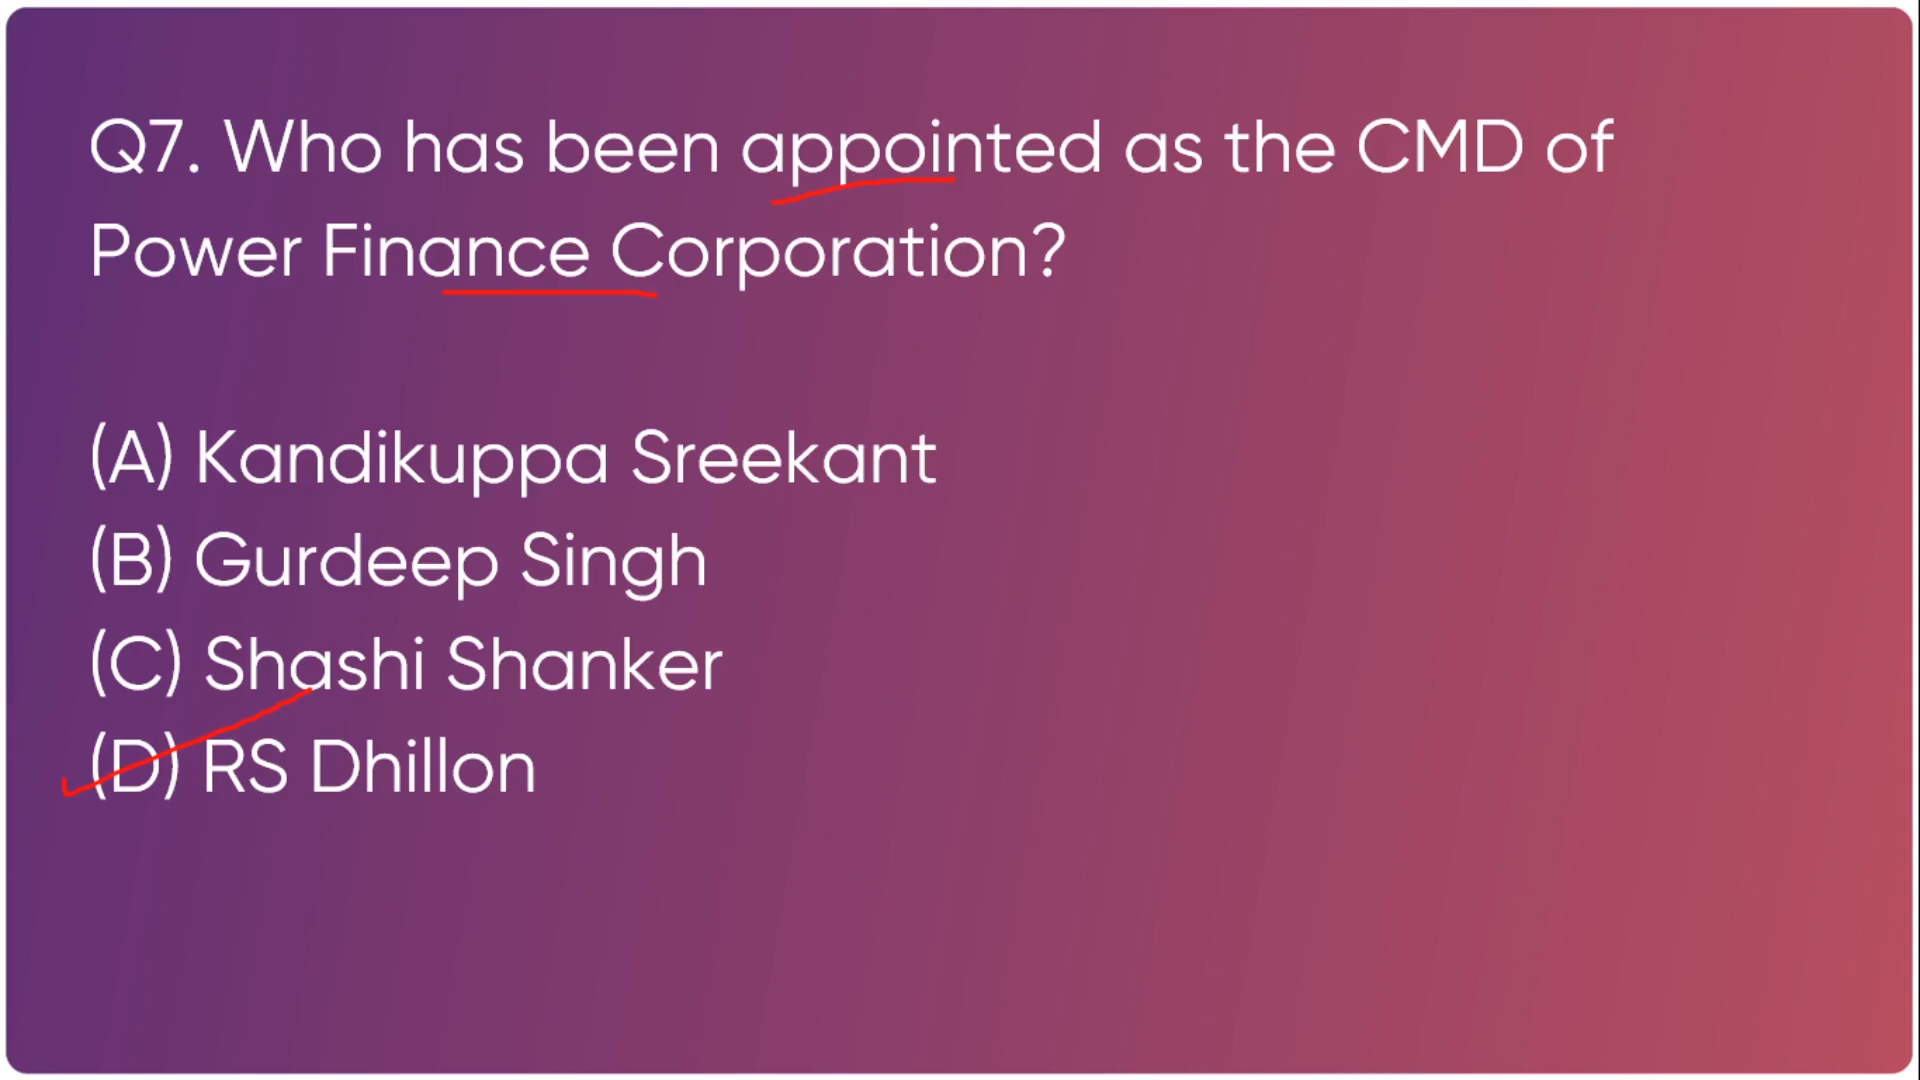 Q7. Who has been appointed as the CMD of
Power Finance Corporation?
(A) Kandikuppa Sreekant
(B) Gurdeep Singh
(C) Shashi Shanker
(D) RS Dhillon